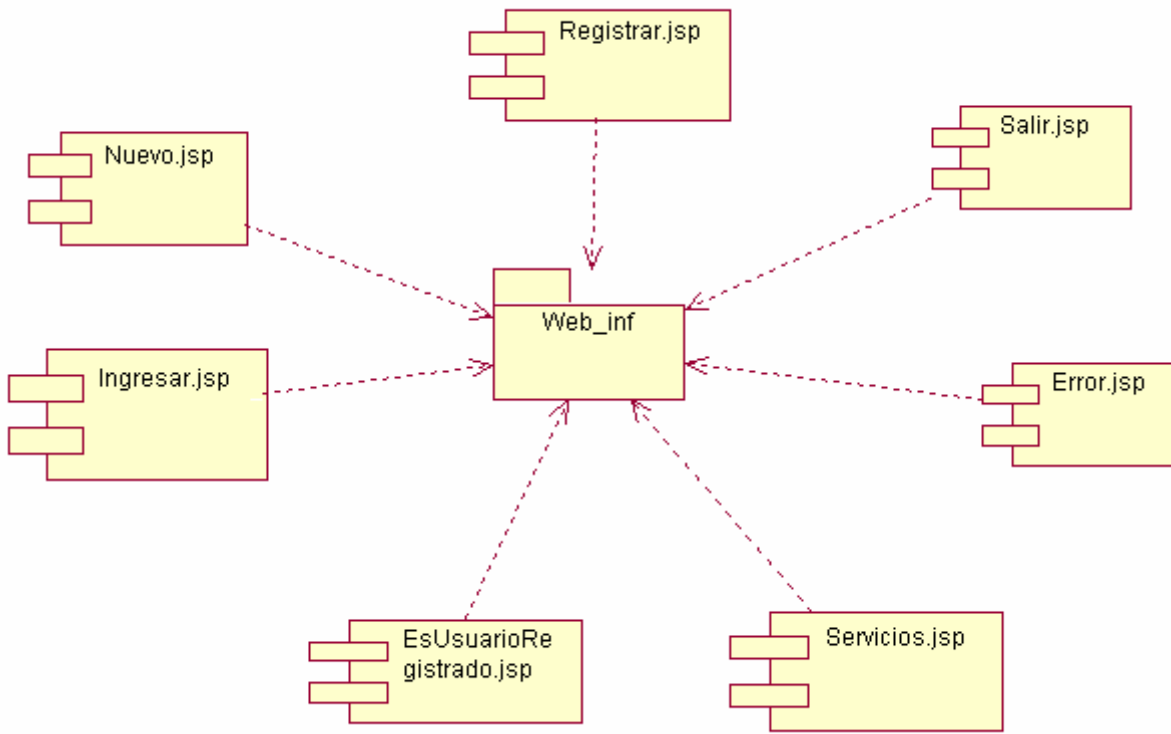 Registrar.jsp
Salir.jsp
Nuevo.jsp
Web_inf
Ingresar.jsp
Error.jsp
EsUsuarioRe
gistrado.jsp
Servicios.jsp